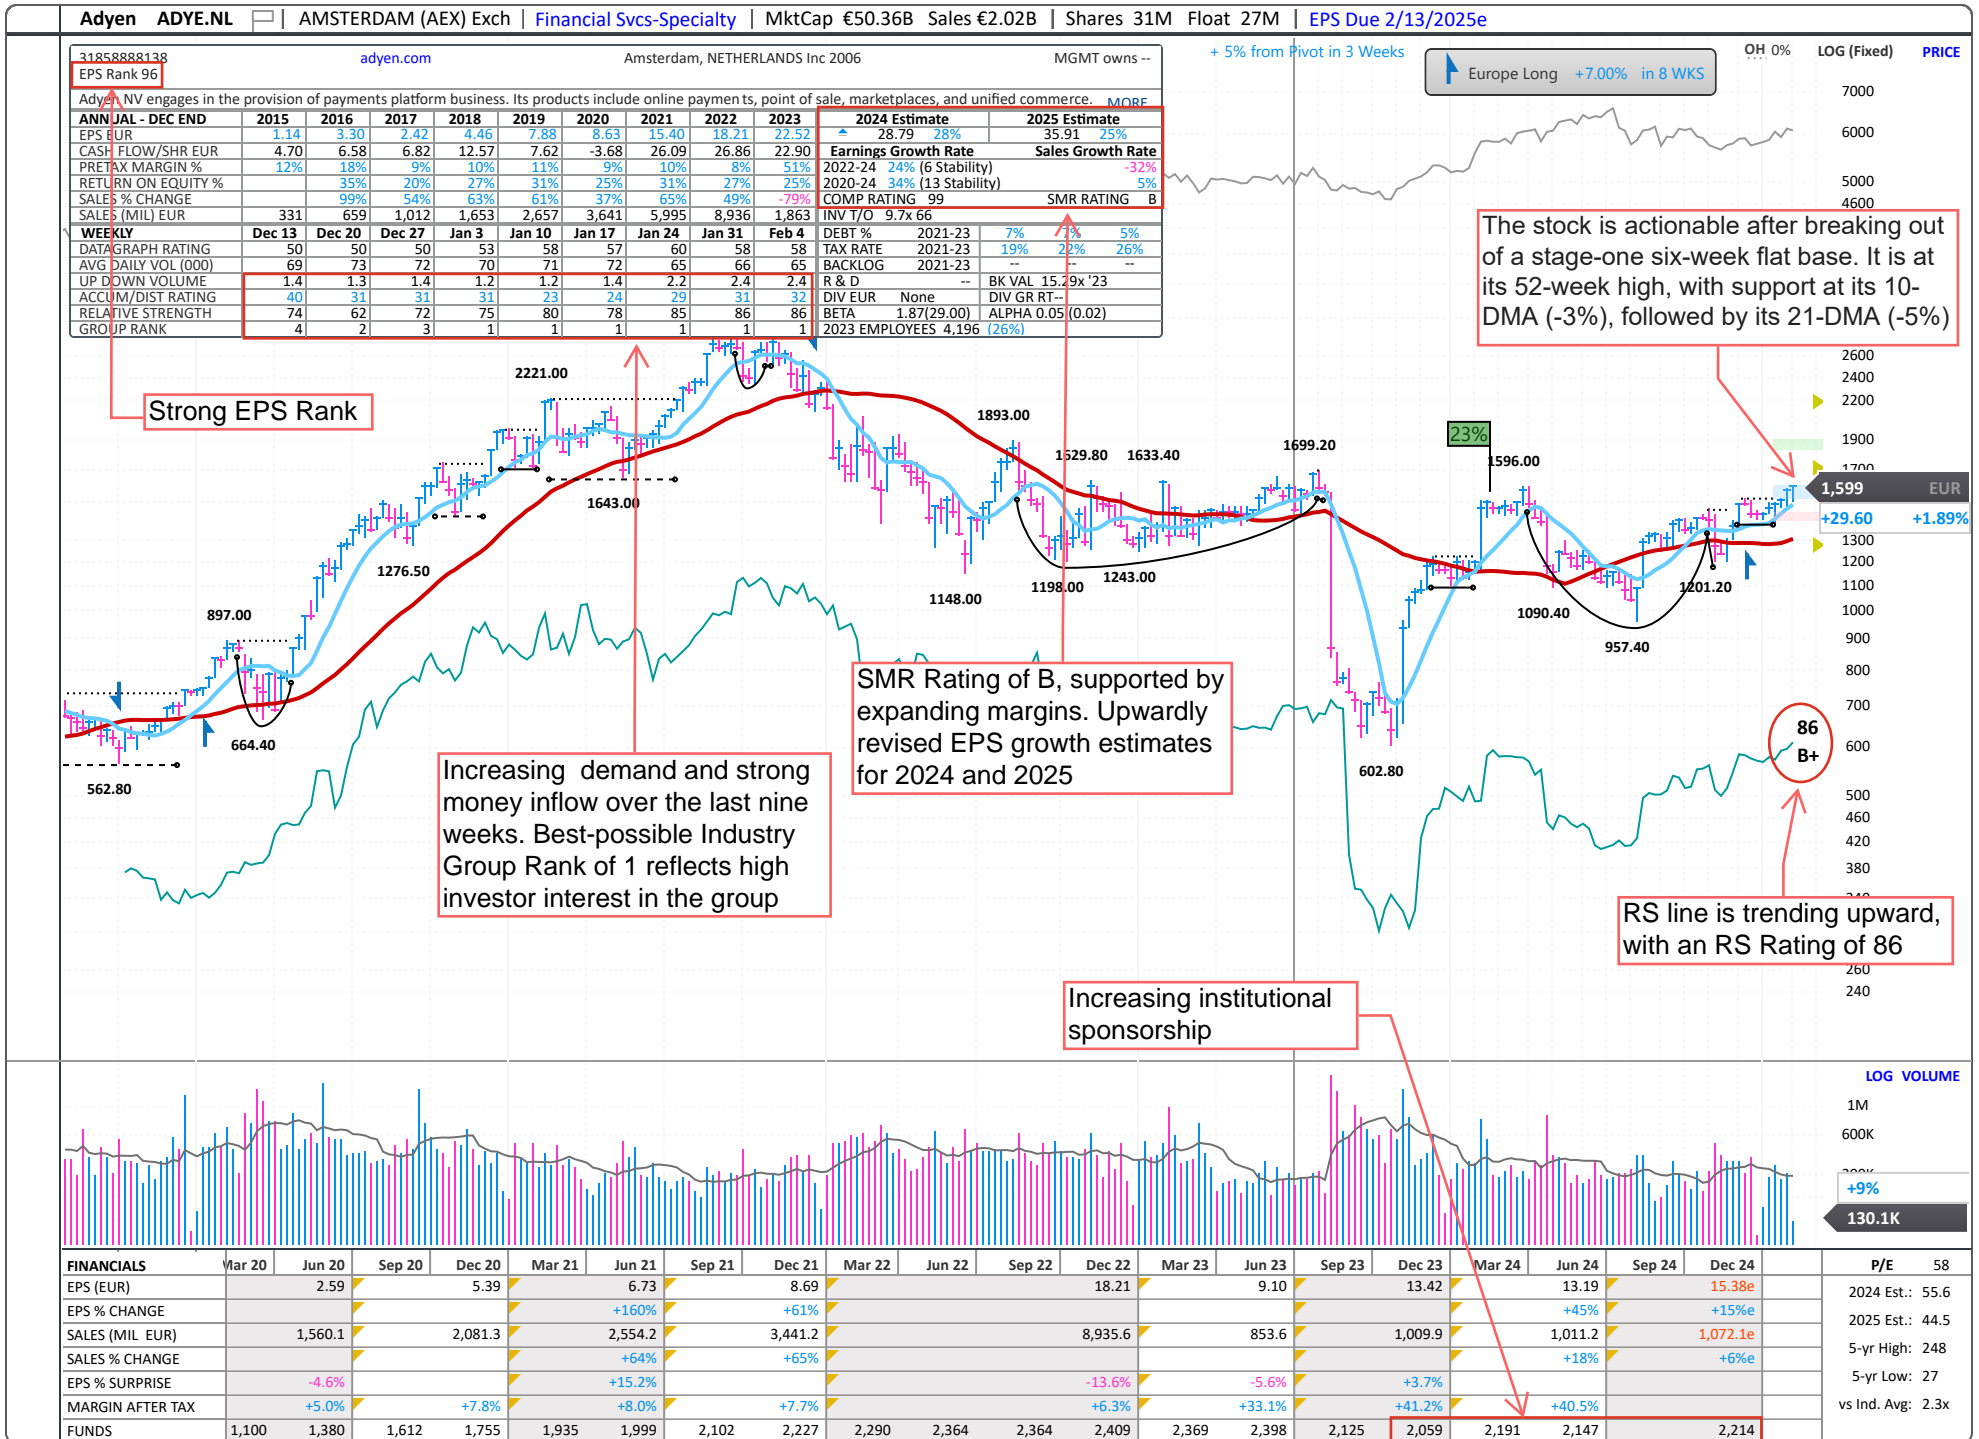 Adyen ADYE.NL | AMSTERDAM (AEX) Exch | Financial Svcs-Specialty | MktCap €50.36B Sales €2.02B | Shares 31M Float 27M | EPS Due 2/13/2025e
31858888138 adyen.com Amsterdam, NETHERLANDS Inc 2006 MGMT owns --
EPS Rank 96
Adyen NV engages in the provision of payments platform business. Its products include online payments, point of sale, marketplaces, and unified commerce. MORE
ANNUAL - DEC END 2015 2016 2017 2018 2019 2020 2021 2022 2023 2024 Estimate 2025 Estimate
EPS EUR 1.14 3.30 2.42 4.46 7.88 8.63 15.40 18.21 22.52 28.79 28% 35.91 25%
CASH FLOW/SHR EUR 4.70 6.58 6.82 12.57 7.62 -3.68 26.09 26.86 22.90 Earnings Growth Rate Sales Growth Rate
PRETAX MARGIN % 12% 18% 9% 10% 11% 9% 10% 8% 51% 2022-24 24% (6 Stability) -32%
RETURN ON EQUITY % 35% 20% 27% 31% 25% 31% 27% 25% 2020-24 34% (13 Stability) 5%
SALES % CHANGE 99% 54% 63% 61% 37% 65% 49% -79% COMP RATING 99 SMR RATING B
SALES (MIL) EUR 331 659 1,012 1,653 2,657 3,641 5,995 8,936 1,863 INV T/O 9.7x 66
WEEKLY Dec 13 Dec 20 Dec 27 Jan 3 Jan 10 Jan 17 Jan 24 Jan 31 Feb 4 DEBT % 2021-23 7% 7% 5%
DATAGRAPH RATING 50 50 50 53 58 57 60 58 58 TAX RATE 2021-23 19% 22% 26%
AVG DAILY VOL (000) 69 73 72 70 71 72 65 66 65 BACKLOG 2021-23 -- -- --
UP DOWN VOLUME 1.4 1.3 1.4 1.2 1.2 1.4 2.2 2.4 2.4 R & D -- BK VAL 15.29x '23
ACCUM/DIST RATING 40 31 31 31 23 24 29 31 32 DIV EUR None DIV GR RT--
RELATIVE STRENGTH 74 62 72 75 80 78 85 86 86 BETA 1.87(29.00) ALPHA 0.05 (0.02)
GROUP RANK 4 2 3 1 1 1 1 1 1 2023 EMPLOYEES 4,196 (26%)
+ 5% from Pivot in 3 Weeks
Europe Long +7.00% in 8 WKS
OH 0% LOG (Fixed) PRICE
7000
6000
5000
4600
The stock is actionable after breaking out
of a stage-one six-week flat base. It is at
its 52-week high, with support at its 10-
DMA (-3%), followed by its 21-DMA (-5%)
2600
2400
2200
1900
1700
1,599 EUR
+29.60 +1.89%
1300
1200
1100
1000
900
800
700
600
500
460
420
380
340
260
240
Strong EPS Rank
2221.00
1893.00
1629.80
1633.40
1699.20
23%
1596.00
1643.00
1276.50
897.00
664.40
562.80
1148.00
1198.00
1243.00
602.80
1090.40
957.40
1201.20
86
B+
SMR Rating of B, supported by
expanding margins. Upwardly
revised EPS growth estimates
for 2024 and 2025
Increasing demand and strong
money inflow over the last nine
weeks. Best-possible Industry
Group Rank of 1 reflects high
investor interest in the group
RS line is trending upward,
with an RS Rating of 86
Increasing institutional
sponsorship
LOG VOLUME
1M
600K
+9%
130.1K
FINANCIALS Mar 20 Jun 20 Sep 20 Dec 20 Mar 21 Jun 21 Sep 21 Dec 21 Mar 22 Jun 22 Sep 22 Dec 22 Mar 23 Jun 23 Sep 23 Dec 23 Mar 24 Jun 24 Sep 24 Dec 24
EPS (EUR) 2.59 5.39 6.73 8.69 18.21 9.10 13.42 13.19 15.38e
EPS % CHANGE +160% +61% +45% +15%e
SALES (MIL EUR) 1,560.1 2,081.3 2,554.2 3,441.2 8,935.6 853.6 1,009.9 1,011.2 1,072.1e
SALES % CHANGE +64% +65% +18% +6%e
EPS % SURPRISE -4.6% +15.2% -13.6% -5.6% +3.7%
MARGIN AFTER TAX +5.0% +7.8% +8.0% +7.7% +6.3% +33.1% +41.2% +40.5%
FUNDS 1,100 1,380 1,612 1,755 1,935 1,999 2,102 2,227 2,290 2,364 2,364 2,409 2,369 2,398 2,125 2,059 2,191 2,147 2,214
P/E 58
2024 Est.: 55.6
2025 Est.: 44.5
5-yr High: 248
5-yr Low: 27
vs Ind. Avg: 2.3x